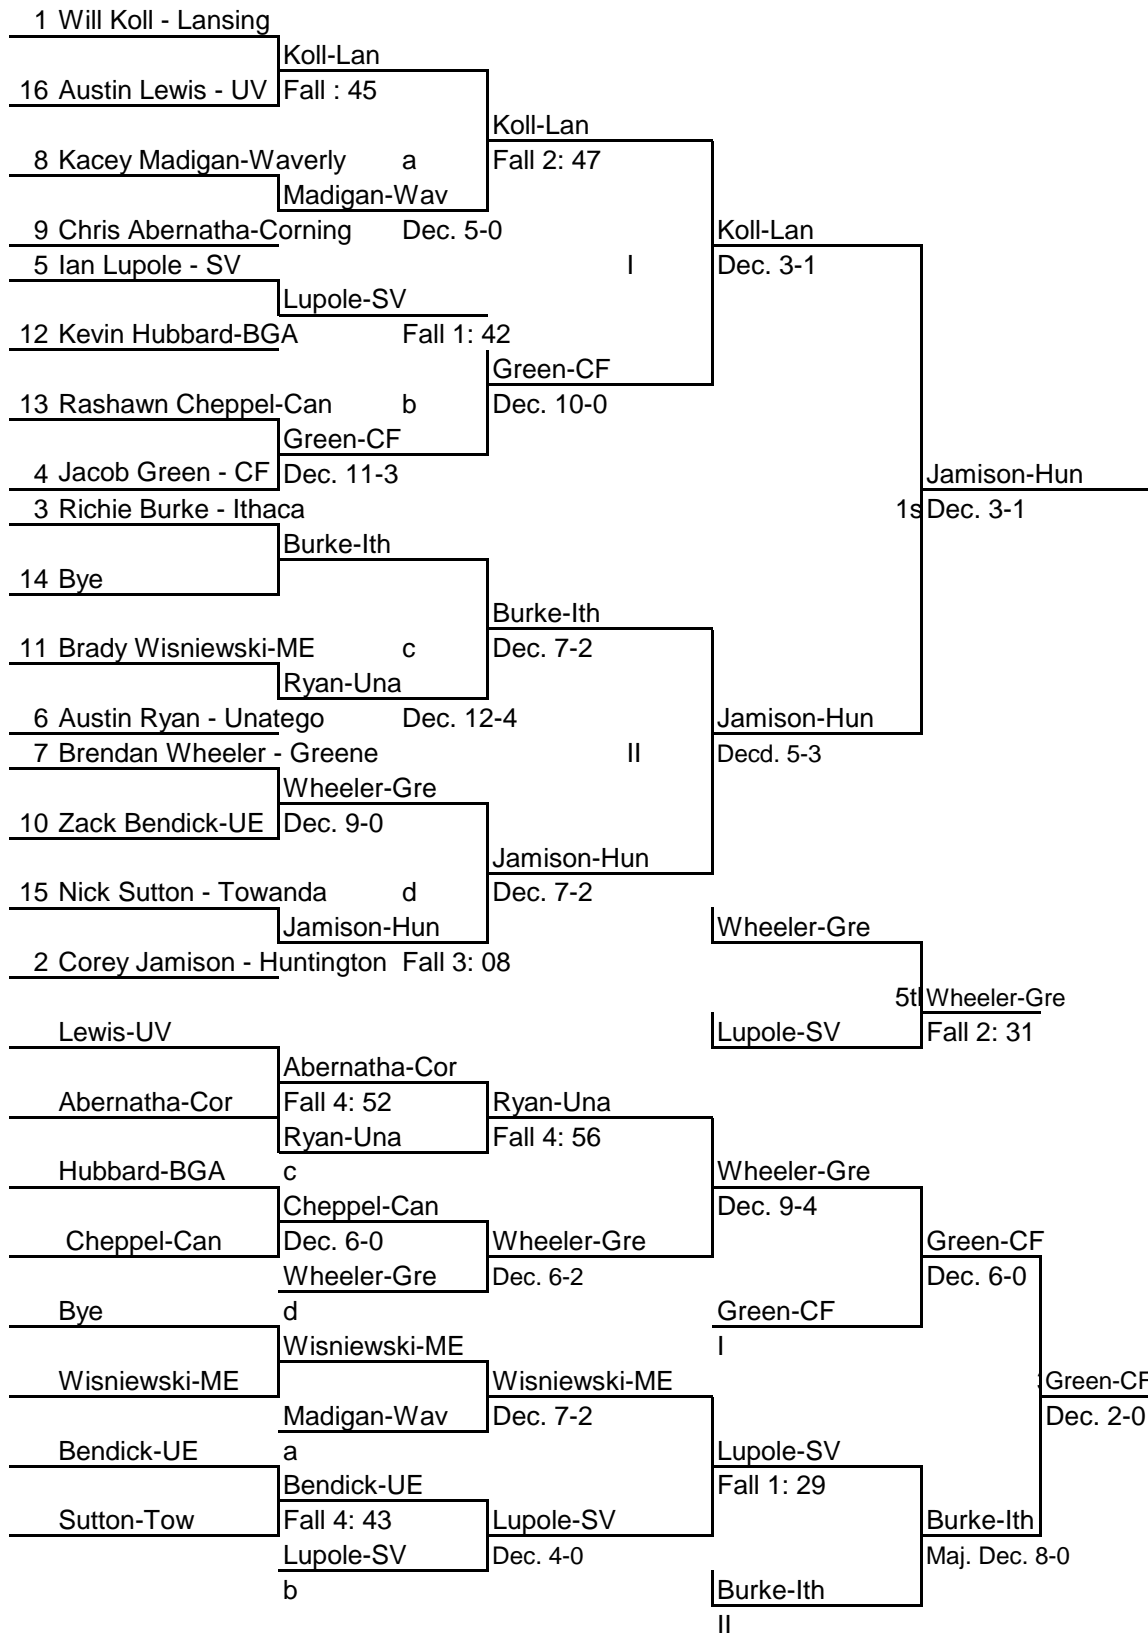 1 Will Koll - Lansing
Koll-Lan
16 Austin Lewis - UV Fall : 45
Koll-Lan
8 Kacey Madigan-Waverly a Fall 2: 47
Madigan-Wav
9 Chris Abernatha-Corning Dec. 5-0 Koll-Lan
5 Ian Lupole - SV I Dec. 3-1
Lupole-SV
12 Kevin Hubbard-BGA Fall 1: 42
Green-CF
13 Rashawn Cheppel-Can b Dec. 10-0
Green-CF
4 Jacob Green - CF Dec. 11-3 Jamison-Hun
3 Richie Burke - Ithaca 1s Dec. 3-1
Burke-Ith
14 Bye
Burke-Ith
11 Brady Wisniewski-ME c Dec. 7-2
Ryan-Una
6 Austin Ryan - Unatego Dec. 12-4 Jamison-Hun
7 Brendan Wheeler - Greene II Decd. 5-3
Wheeler-Gre
10 Zack Bendick-UE Dec. 9-0
Jamison-Hun
15 Nick Sutton - Towanda d Dec. 7-2
Jamison-Hun Wheeler-Gre
2 Corey Jamison - Huntington Fall 3: 08
5t Wheeler-Gre
Lewis-UV Lupole-SV Fall 2: 31
Abernatha-Cor
Abernatha-Cor Fall 4: 52 Ryan-Una
Ryan-Una Fall 4: 56
Hubbard-BGA c Wheeler-Gre
Cheppel-Can Dec. 9-4
Cheppel-Can Dec. 6-0 Wheeler-Gre Green-CF
Wheeler-Gre Dec. 6-2 Dec. 6-0
Bye d Green-CF
Wisniewski-ME I
Wisniewski-ME Wisniewski-ME Green-CF
Madigan-Wav Dec. 7-2 Dec. 2-0
Bendick-UE a Lupole-SV
Bendick-UE Fall 1: 29
Sutton-Tow Fall 4: 43 Lupole-SV Burke-Ith
Lupole-SV Dec. 4-0 Maj. Dec. 8-0
b Burke-Ith
II